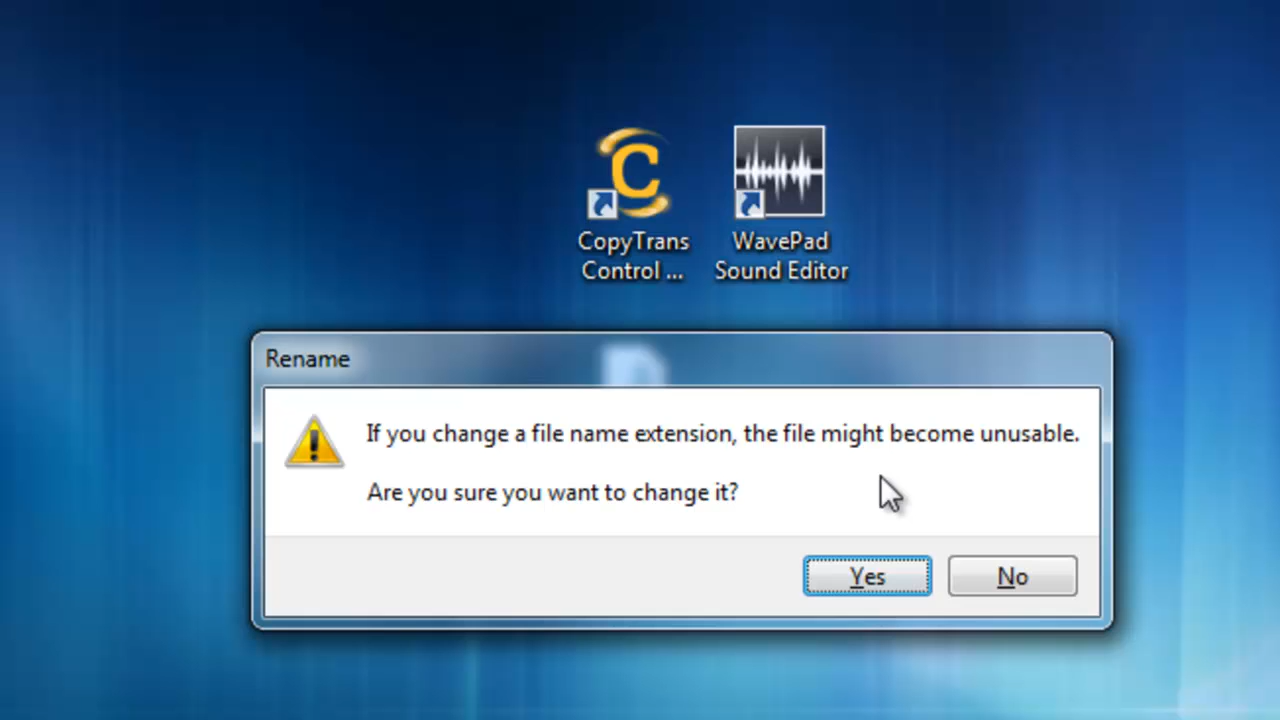 CopyTrans
Control ...
WavePad
Sound Editor
Rename
If you change a file name extension, the file might become unusable.
Are you sure you want to change it?
Yes
No